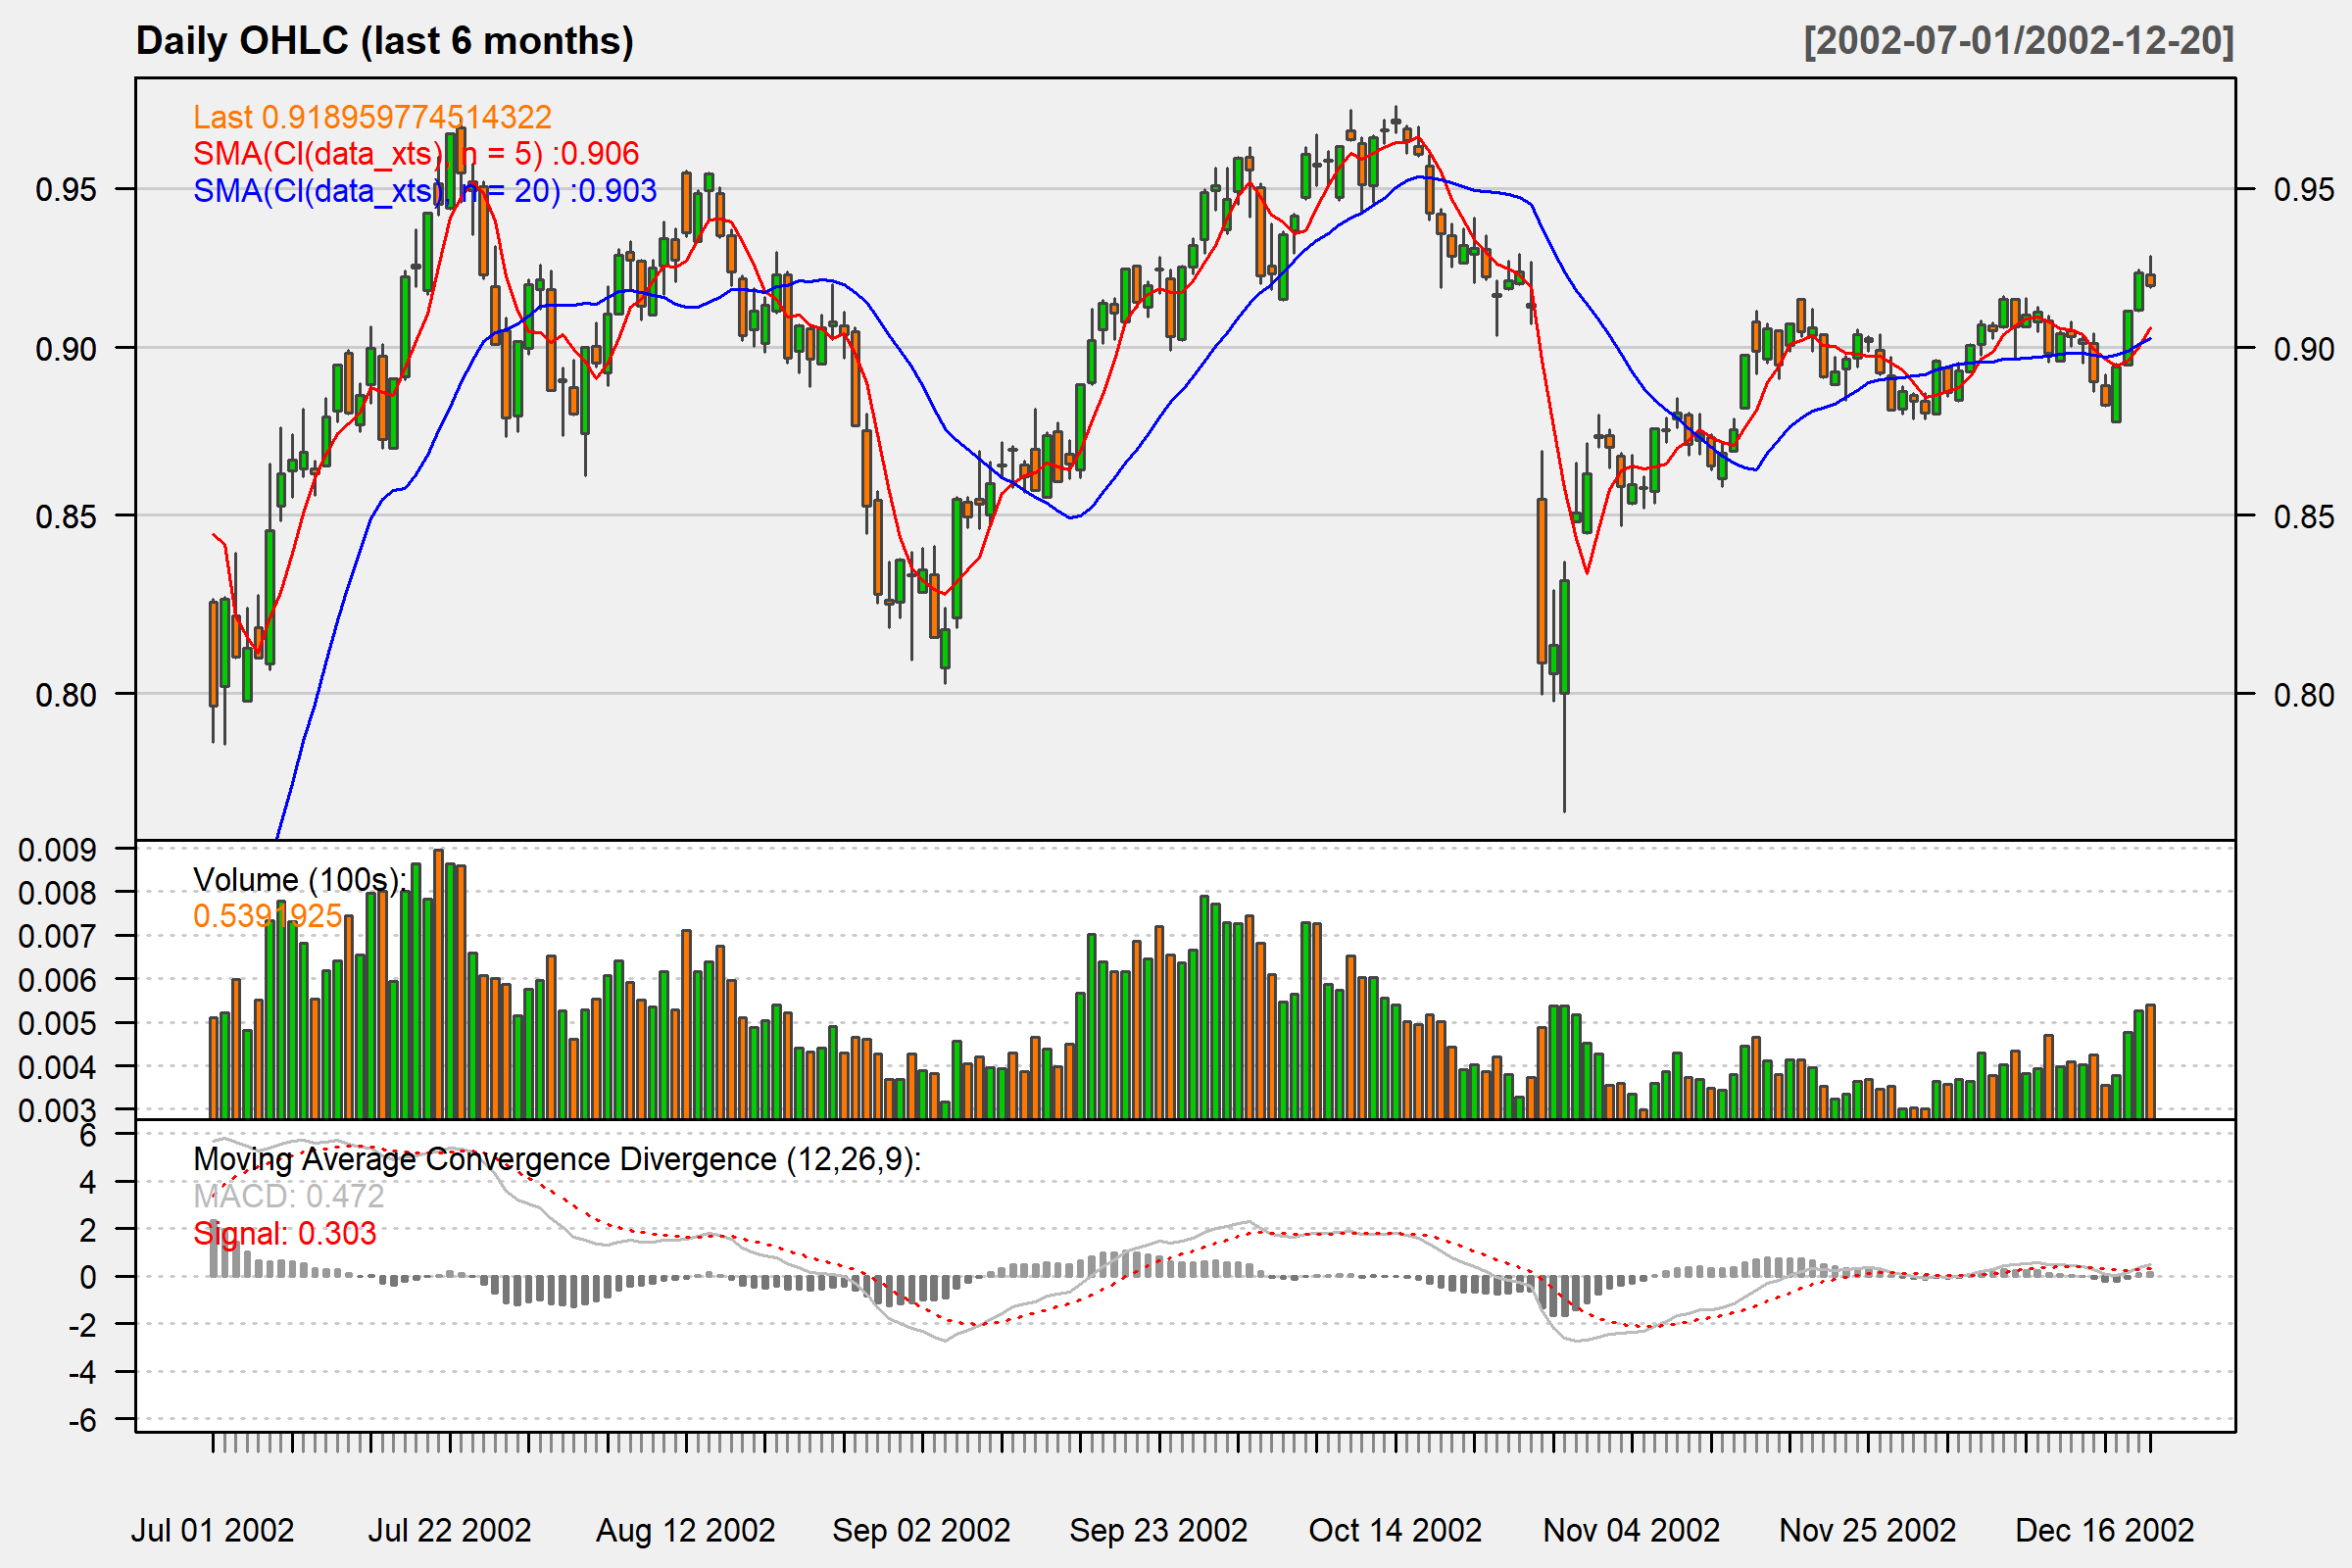 Daily OHLC (last 6 months) [2002-07-01/2002-12-20]
Last 0.918959774514322
SMA(Cl(data_xts), n = 5) :0.906
SMA(Cl(data_xts), n = 20) :0.903
0.95 0.95
0.90 0.90
0.85 0.85
0.80 0.80
0.009
Volume (100s):
0.008
0.5391925
0.007
0.006
0.005
0.004
0.003
6
Moving Average Convergence Divergence (12,26,9):
4
MACD: 0.472
2
Signal: 0.303
0
-2
-4
-6
Jul 01 2002 Jul 22 2002 Aug 12 2002 Sep 02 2002 Sep 23 2002 Oct 14 2002 Nov 04 2002 Nov 25 2002 Dec 16 2002